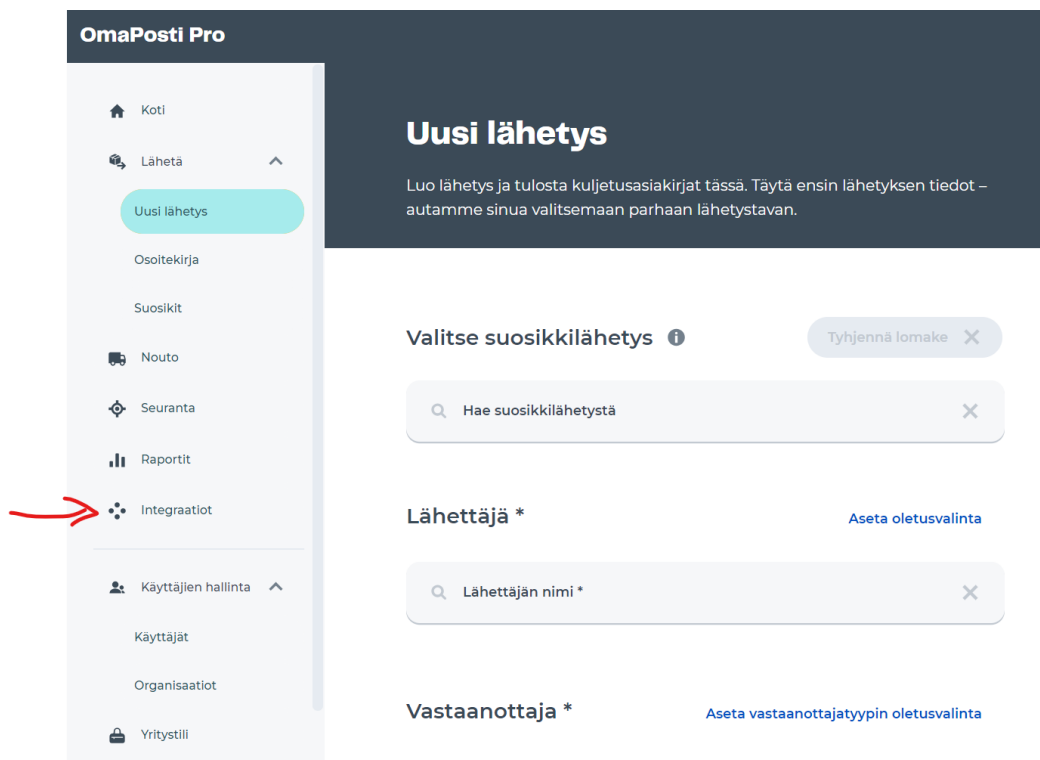 OmaPosti Pro
Koti
Lähetä
Uusi lähetys
Osoitekirja
Suosikit
Nouto
Seuranta
Raportit
Integraatiot
Käyttäjien hallinta
Käyttäjät
Organisaatiot
Yritystili
Uusi lähetys
Luo lähetys ja tulosta kuljetusasiakirjat tässä. Täytä ensin lähetyksen tiedot –
autamme sinua valitsemaan parhaan lähetystavan.
Valitse suosikkilähetys
Tyhjennä lomake
Hae suosikkilähetystä
Lähettäjä *
Aseta oletusvalinta
Lähettäjän nimi *
Vastaanottaja *
Aseta vastaanottajatyypin oletusvalinta